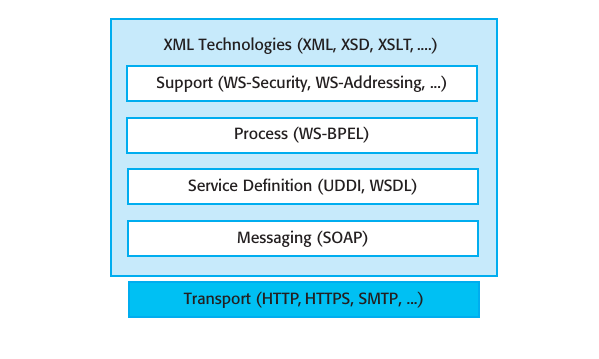 XML Technologies (XML, XSD, XSLT, ....)
Support (WS-Security, WS-Addressing, ...)
Process (WS-BPEL)
Service Definition (UDDI, WSDL)
Messaging (SOAP)
Transport (HTTP, HTTPS, SMTP, ...)